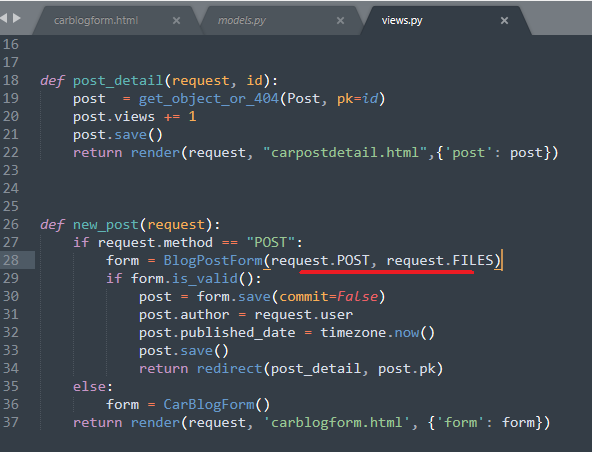 carblogform.html × models.py × views.py ×
16
17
18 def post_detail(request, id):
19     post  = get_object_or_404(Post, pk=id)
20     post.views += 1
21     post.save()
22     return render(request, "carpostdetail.html",{'post': post})
23
24
25
26 def new_post(request):
27     if request.method == "POST":
28         form = BlogPostForm(request.POST, request.FILES)
29         if form.is_valid():
30             post = form.save(commit=False)
31             post.author = request.user
32             post.published_date = timezone.now()
33             post.save()
34             return redirect(post_detail, post.pk)
35     else:
36         form = CarBlogForm()
37     return render(request, 'carblogform.html', {'form': form})